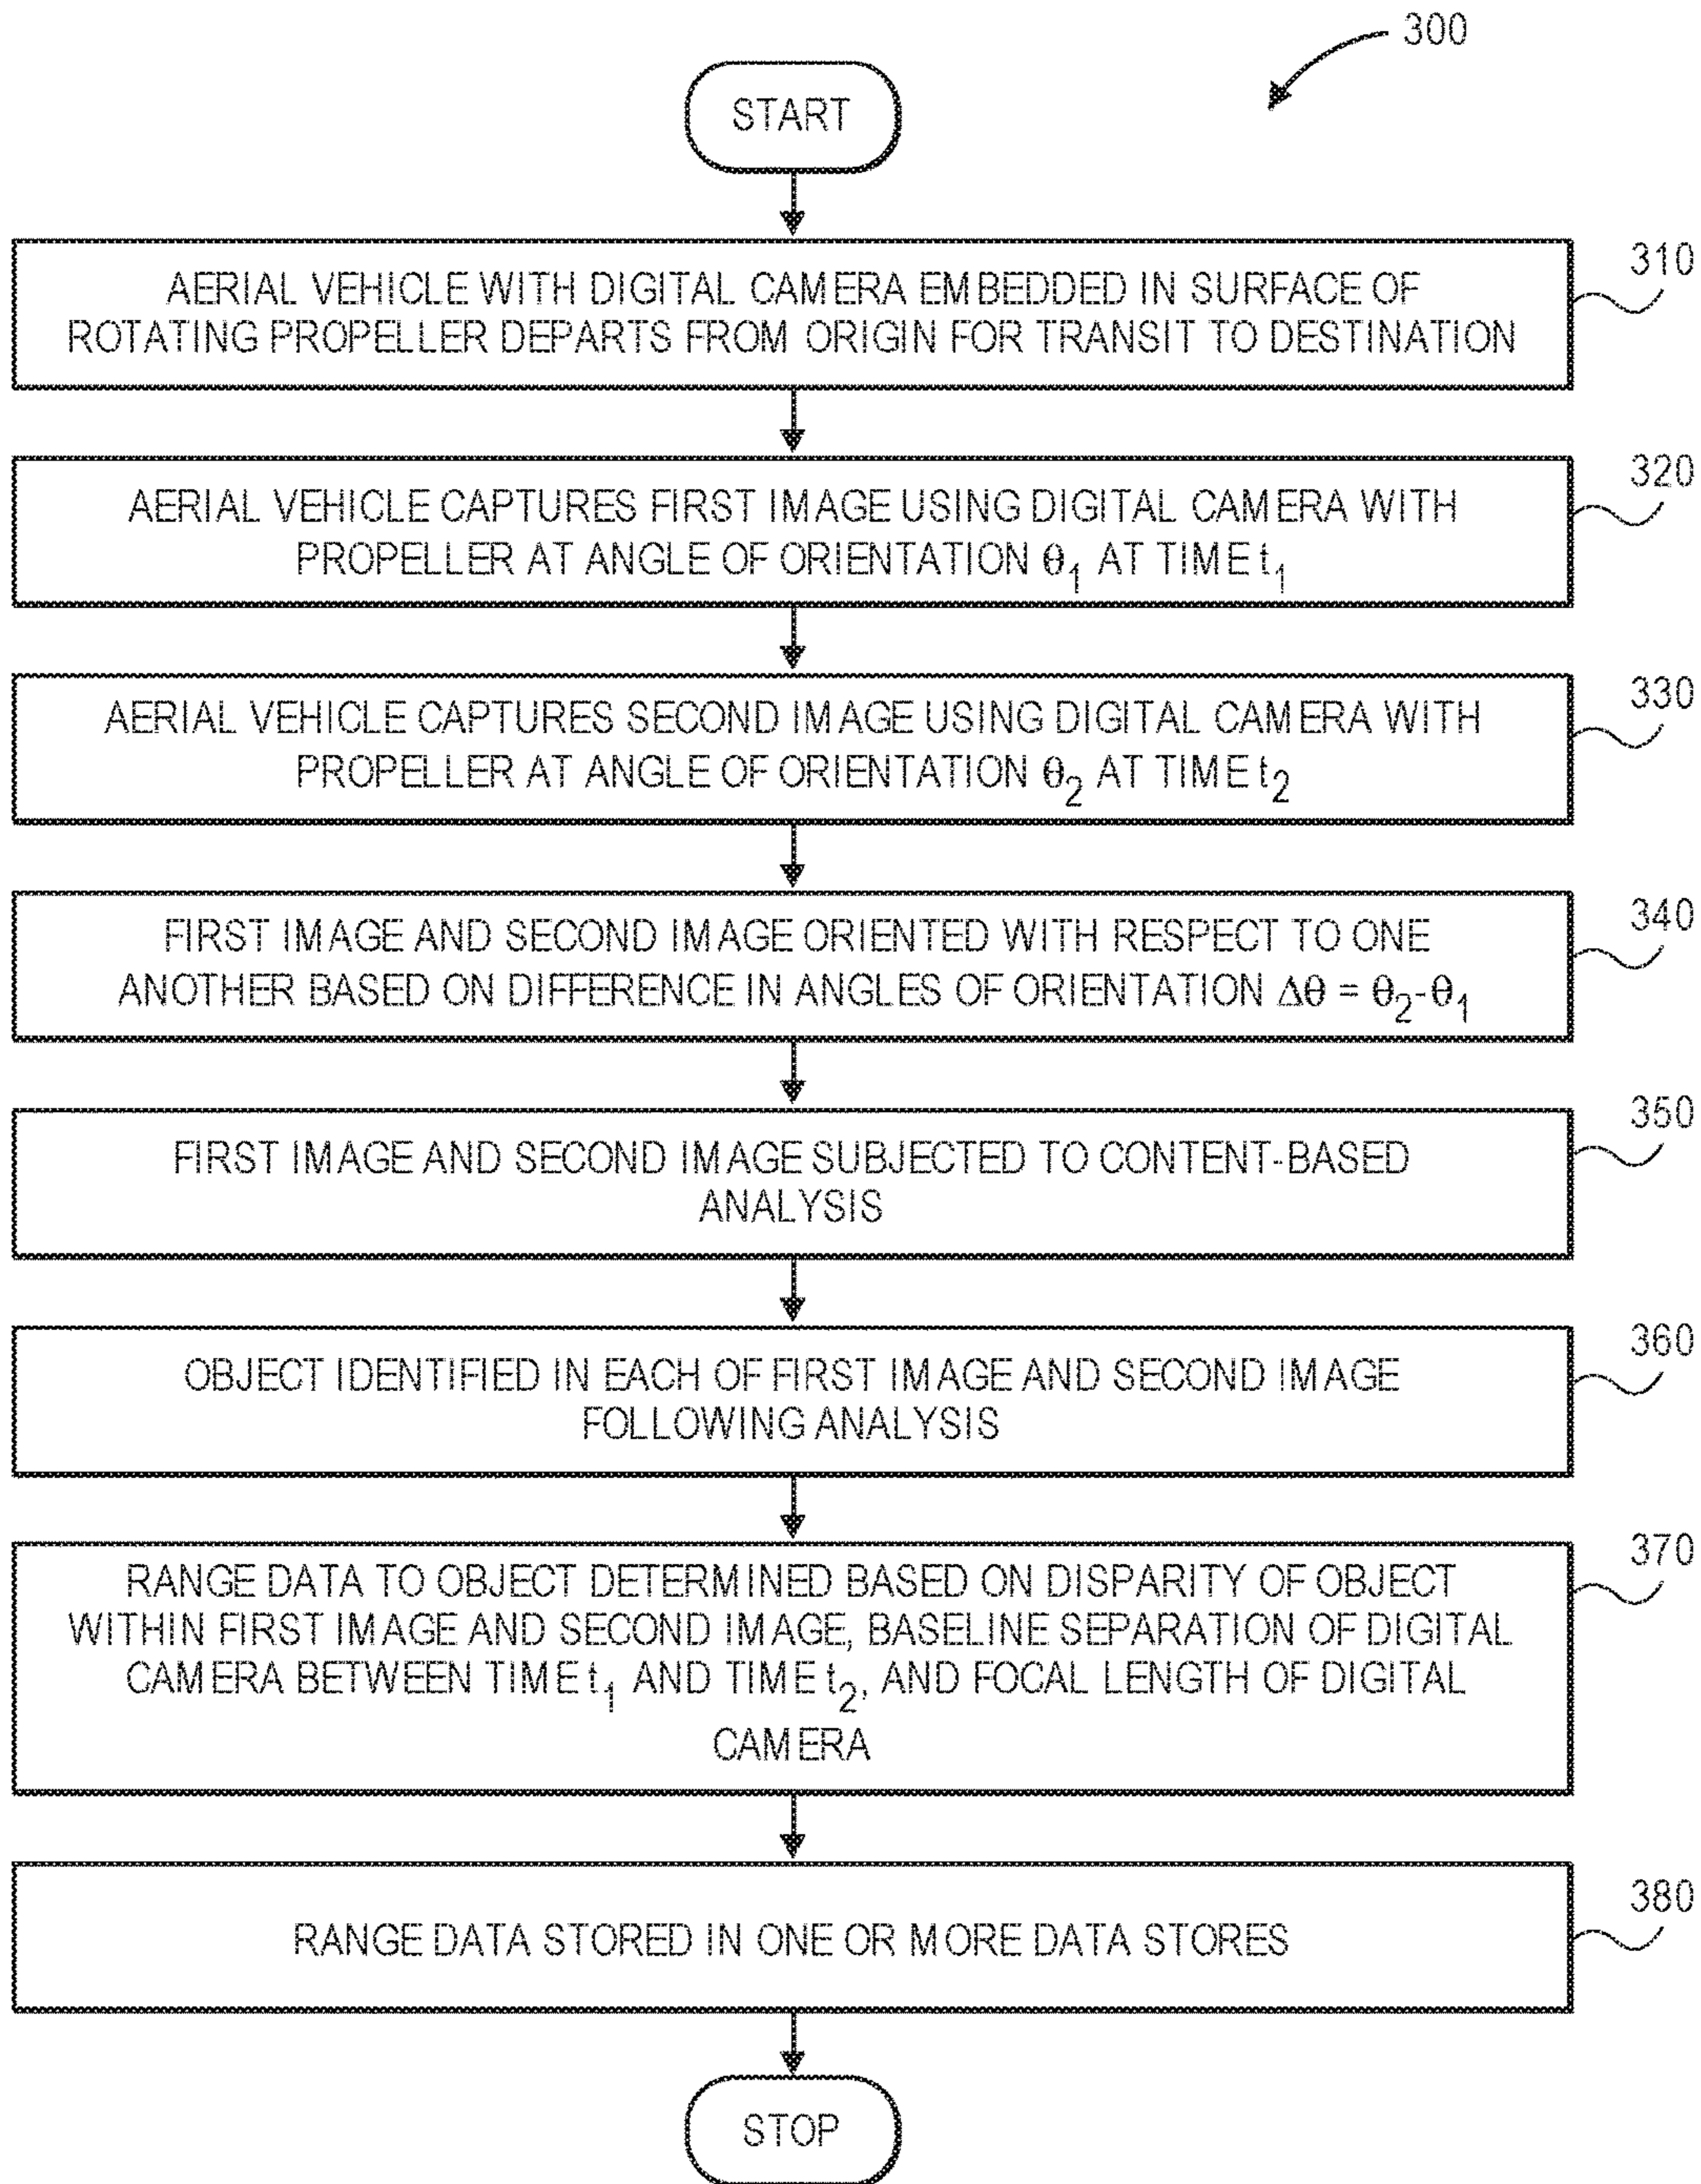 300
START
310
AERIAL VEHICLE WITH DIGITAL CAMERA EMBEDDED IN SURFACE OF
ROTATING PROPELLER DEPARTS FROM ORIGIN FOR TRANSIT TO DESTINATION
320
AERIAL VEHICLE CAPTURES FIRST IMAGE USING DIGITAL CAMERA WITH
PROPELLER AT ANGLE OF ORIENTATION θ₁ AT TIME t₁
330
AERIAL VEHICLE CAPTURES SECOND IMAGE USING DIGITAL CAMERA WITH
PROPELLER AT ANGLE OF ORIENTATION θ₂ AT TIME t₂
340
FIRST IMAGE AND SECOND IMAGE ORIENTED WITH RESPECT TO ONE
ANOTHER BASED ON DIFFERENCE IN ANGLES OF ORIENTATION Δθ = θ₂-θ₁
350
FIRST IMAGE AND SECOND IMAGE SUBJECTED TO CONTENT-BASED
ANALYSIS
360
OBJECT IDENTIFIED IN EACH OF FIRST IMAGE AND SECOND IMAGE
FOLLOWING ANALYSIS
370
RANGE DATA TO OBJECT DETERMINED BASED ON DISPARITY OF OBJECT
WITHIN FIRST IMAGE AND SECOND IMAGE, BASELINE SEPARATION OF DIGITAL
CAMERA BETWEEN TIME t₁ AND TIME t₂, AND FOCAL LENGTH OF DIGITAL
CAMERA
380
RANGE DATA STORED IN ONE OR MORE DATA STORES
STOP